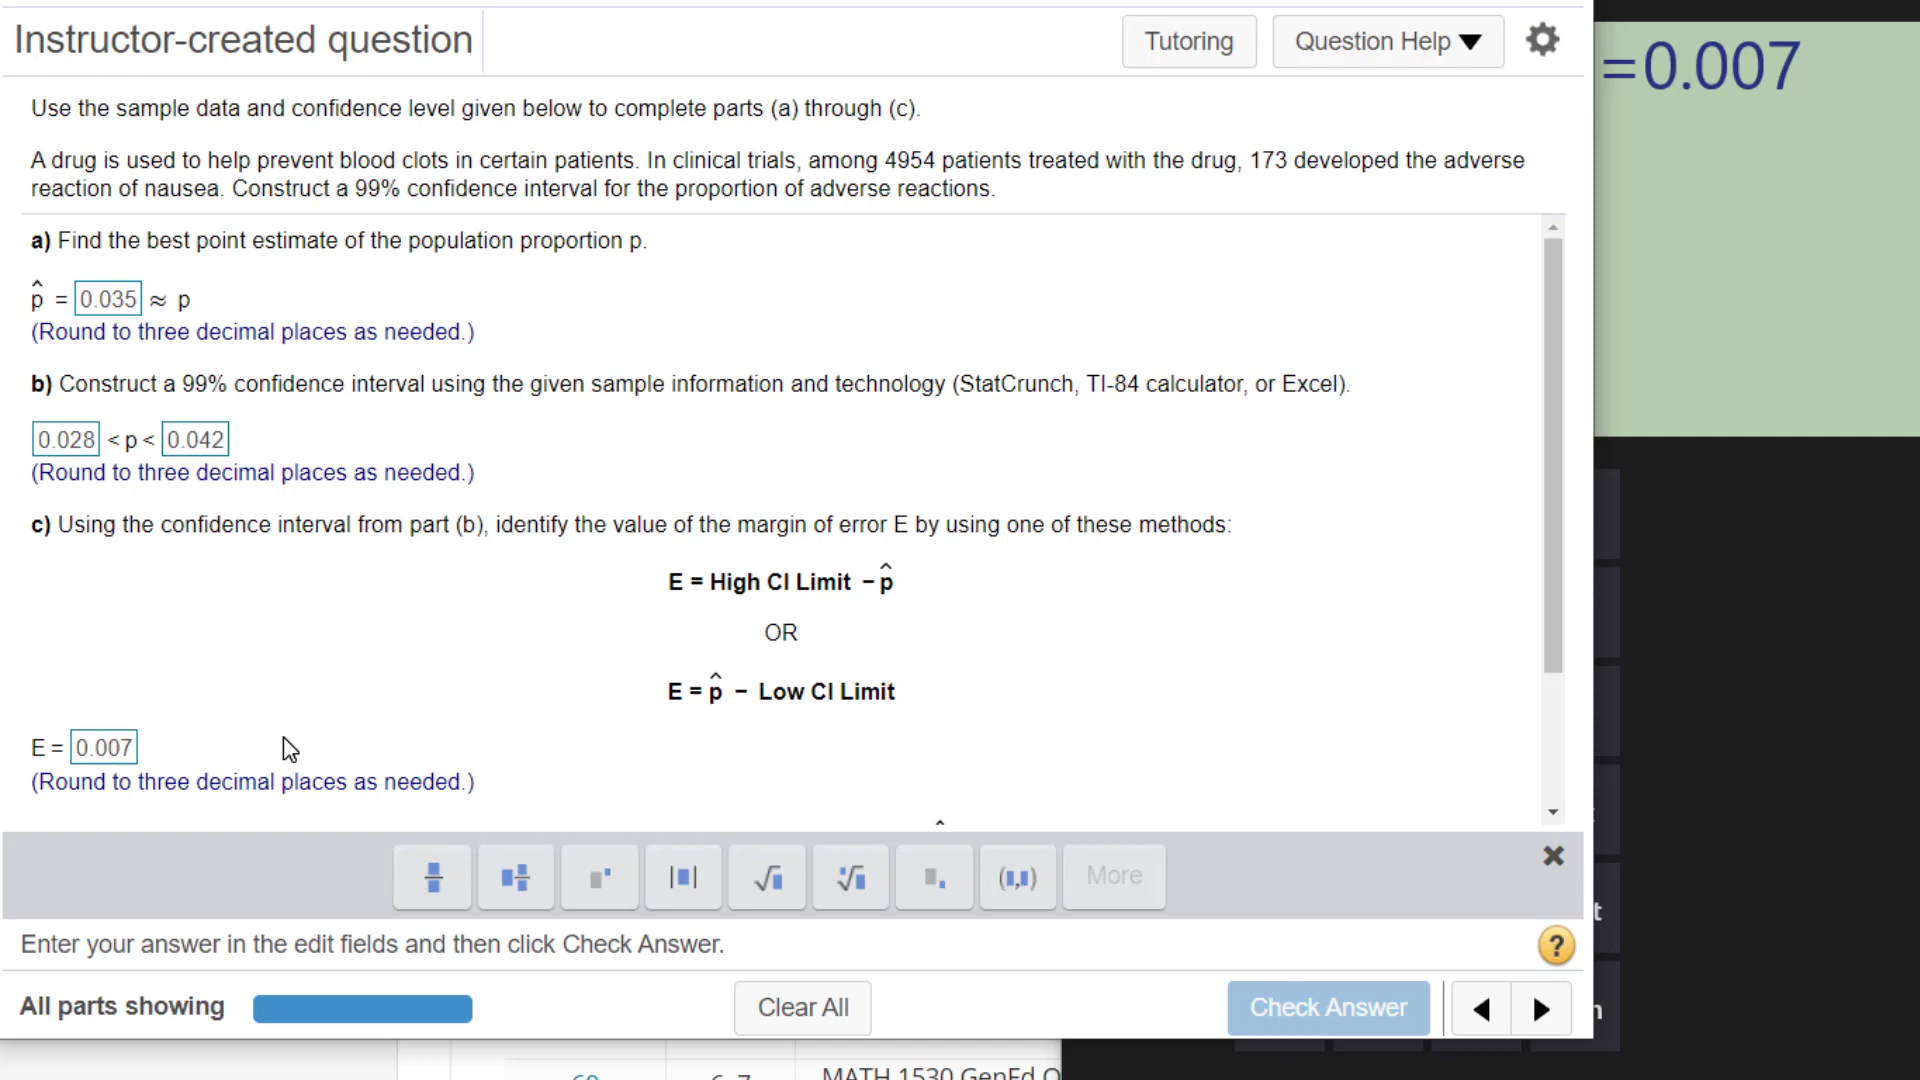 Instructor-created question
Tutoring
Question Help ▼
=0.007
Use the sample data and confidence level given below to complete parts (a) through (c).
A drug is used to help prevent blood clots in certain patients. In clinical trials, among 4954 patients treated with the drug, 173 developed the adverse
reaction of nausea. Construct a 99% confidence interval for the proportion of adverse reactions.
a) Find the best point estimate of the population proportion p.
p̂ = 0.035 ≈ p
(Round to three decimal places as needed.)
b) Construct a 99% confidence interval using the given sample information and technology (StatCrunch, TI-84 calculator, or Excel).
0.028 < p < 0.042
(Round to three decimal places as needed.)
c) Using the confidence interval from part (b), identify the value of the margin of error E by using one of these methods:
E = High CI Limit − p̂
OR
E = p̂ − Low CI Limit
E = 0.007
(Round to three decimal places as needed.)
More
Enter your answer in the edit fields and then click Check Answer.
?
All parts showing
Clear All
Check Answer
MATH 1530 GenEd